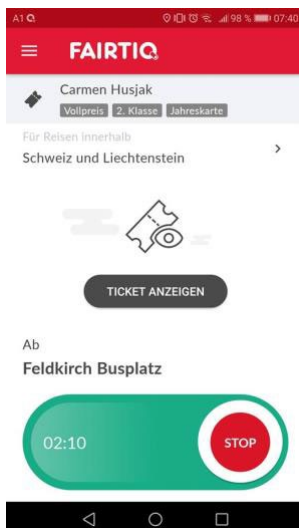 A1 98 % 07:40
FAIRTIQ
Carmen Husjak
Vollpreis 2. Klasse Jahreskarte
Für Reisen innerhalb
Schweiz und Liechtenstein
TICKET ANZEIGEN
Ab
Feldkirch Busplatz
02:10 STOP